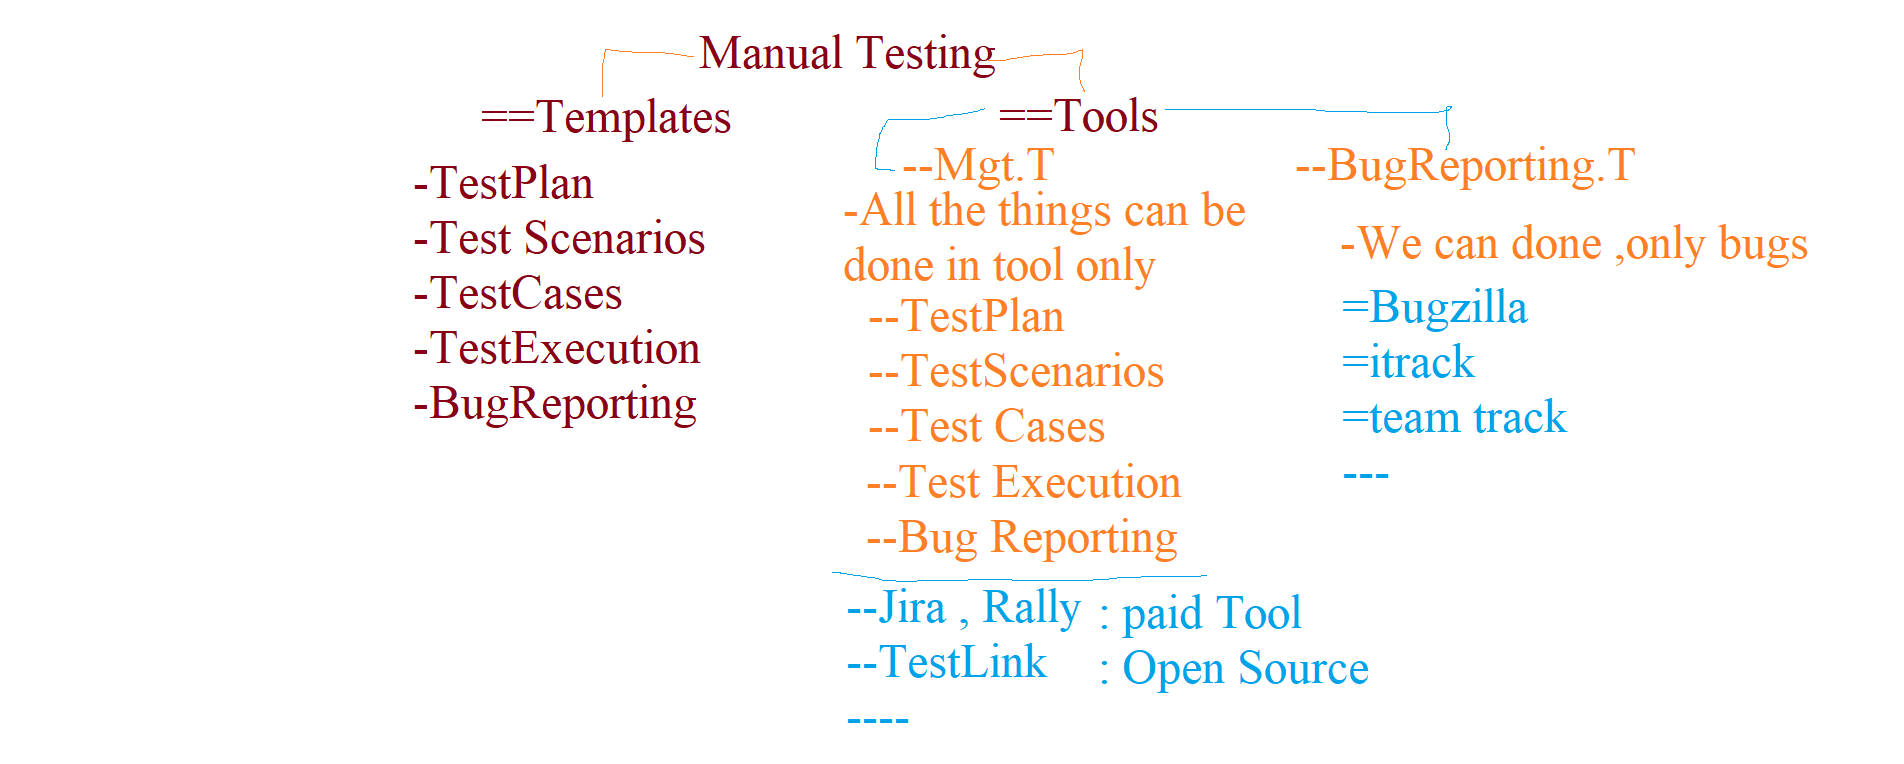 Manual Testing
==Templates
-TestPlan
-Test Scenarios
-TestCases
-TestExecution
-BugReporting
==Tools
--Mgt.T
-All the things can be
done in tool only
--TestPlan
--TestScenarios
--Test Cases
--Test Execution
--Bug Reporting
--Jira , Rally : paid Tool
--TestLink : Open Source
----
--BugReporting.T
-We can done ,only bugs
=Bugzilla
=itrack
=team track
---